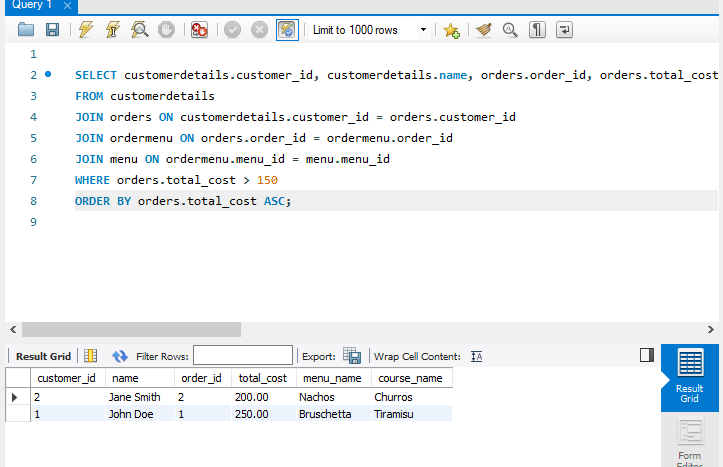 Query 1
Limit to 1000 rows
1
2 SELECT customerdetails.customer_id, customerdetails.name, orders.order_id, orders.total_cost
3 FROM customerdetails
4 JOIN orders ON customerdetails.customer_id = orders.customer_id
5 JOIN ordermenu ON orders.order_id = ordermenu.order_id
6 JOIN menu ON ordermenu.menu_id = menu.menu_id
7 WHERE orders.total_cost > 150
8 ORDER BY orders.total_cost ASC;
9
Result Grid Filter Rows: Export: Wrap Cell Content: IA
customer_id name order_id total_cost menu_name course_name
2 Jane Smith 2 200.00 Nachos Churros
1 John Doe 1 250.00 Bruschetta Tiramisu
Result
Grid
Form
Editor